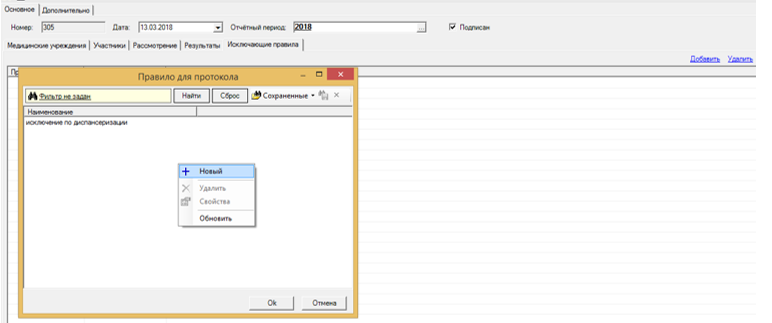 Основное Дополнительно
Номер: 305 Дата: 13.03.2018 Отчётный период: 2018 ... Подписан
Медицинские учреждения Участники Рассмотрение Результаты Исключающие правила
Добавить Удалить
Правило для протокола
Фильтр не задан Найти Сброс Сохраненные
Наименование
исключение по диспансеризации
Новый
Удалить
Свойства
Обновить
Ok Отмена